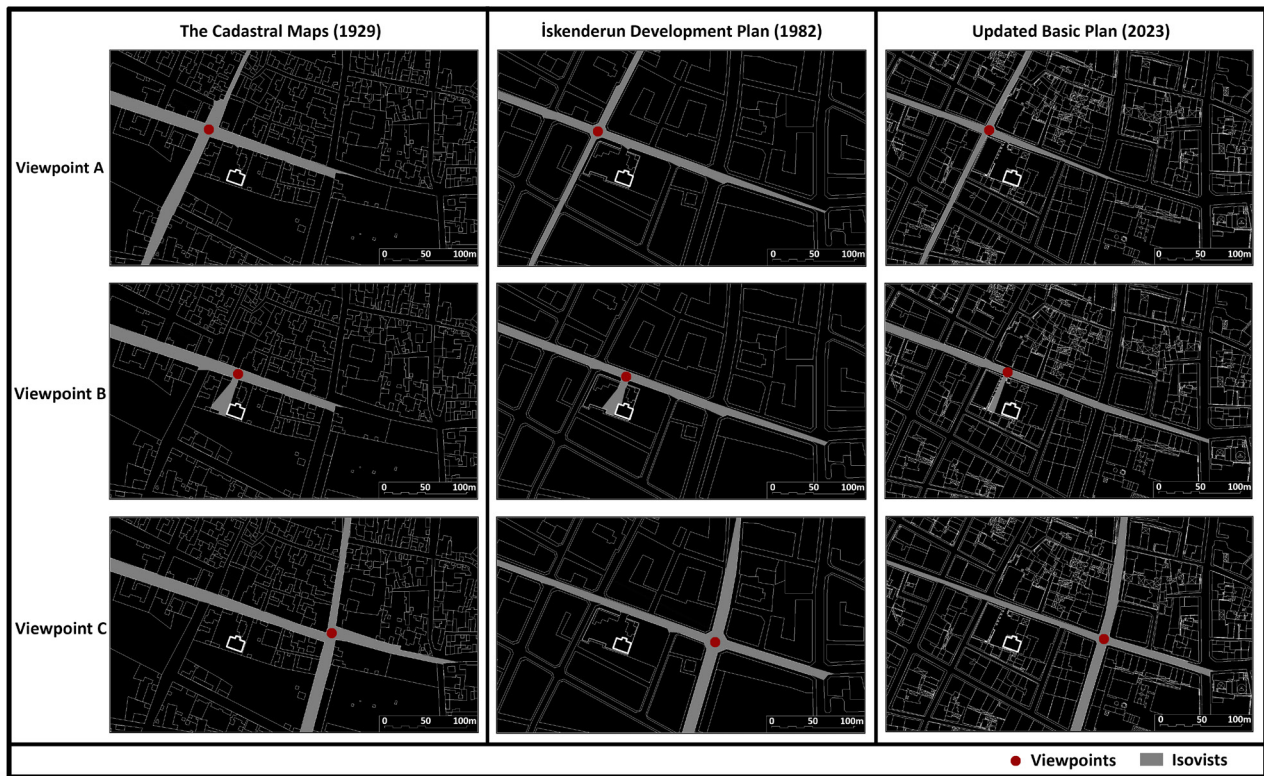 The Cadastral Maps (1929)
İskenderun Development Plan (1982)
Updated Basic Plan (2023)
Viewpoint A
0 50 100m
0 50 100m
0 50 100m
Viewpoint B
0 50 100m
0 50 100m
0 50 100m
Viewpoint C
0 50 100m
0 50 100m
0 50 100m
Viewpoints
Isovists